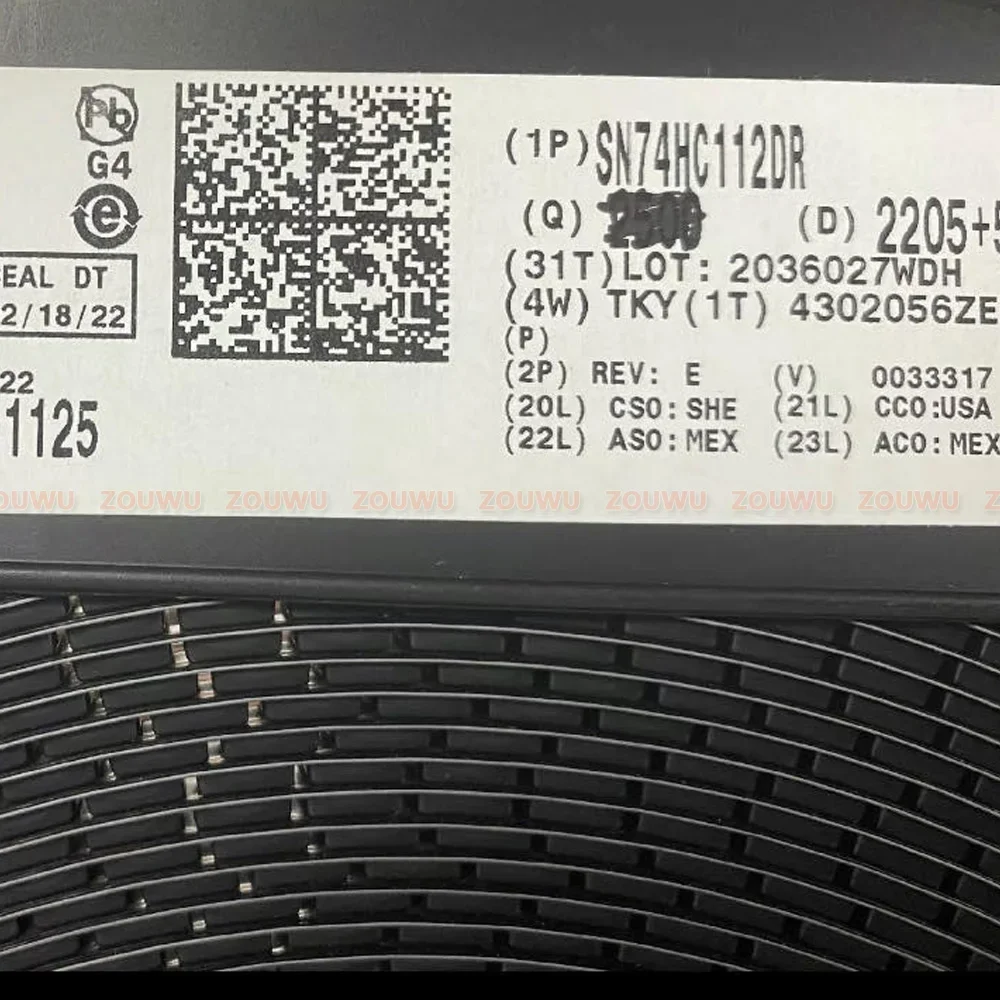 Pb
G4
e
EAL DT
2/18/22
22
1125
(1P)SN74HC112DR
(Q) 2500 (D) 2205+5
(31T)LOT: 2036027WDH
(4W) TKY(1T) 4302056ZE
(P)
(2P) REV: E (V) 0033317
(20L) CSO:SHE (21L) CCO:USA
(22L) ASO:MEX (23L) ACO:MEX
OUWU ZOUWU ZOUWU ZOUWU ZOUWU ZOUWU ZOUWU ZOUWU Z